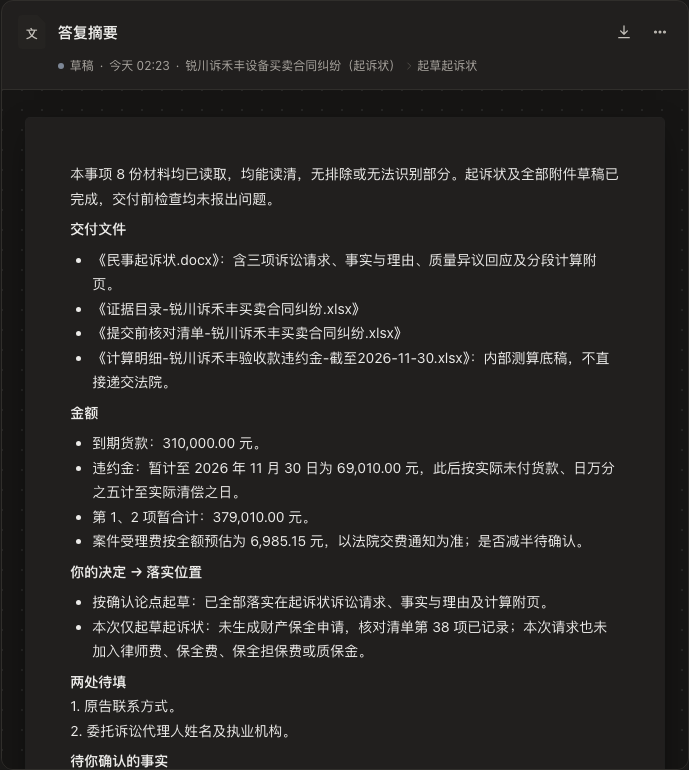 文 答复摘要
草稿 · 今天 02:23 · 锐川诉禾丰设备买卖合同纠纷（起诉状） > 起草起诉状
本事项 8 份材料均已读取，均能读清，无排除或无法识别部分。起诉状及全部附件草稿已
完成，交付前检查均未报出问题。
交付文件
• 《民事起诉状.docx》：含三项诉讼请求、事实与理由、质量异议回应及分段计算附
页。
• 《证据目录-锐川诉禾丰买卖合同纠纷.xlsx》
• 《提交前核对清单-锐川诉禾丰买卖合同纠纷.xlsx》
• 《计算明细-锐川诉禾丰验收款违约金-截至2026-11-30.xlsx》：内部测算底稿，不直
接递交法院。
金额
• 到期货款：310,000.00 元。
• 违约金：暂计至 2026 年 11 月 30 日为 69,010.00 元，此后按实际未付货款、日万分
之五计至实际清偿之日。
• 第 1、2 项暂合计：379,010.00 元。
• 案件受理费按全额预估为 6,985.15 元，以法院交费通知为准；是否减半待确认。
你的决定 → 落实位置
• 按确认论点起草：已全部落实在起诉状诉讼请求、事实与理由及计算附页。
• 本次仅起草起诉状：未生成财产保全申请，核对清单第 38 项已记录；本次请求也未
加入律师费、保全费、保全担保费或质保金。
两处待填
1. 原告联系方式。
2. 委托诉讼代理人姓名及执业机构。
待你确认的事实